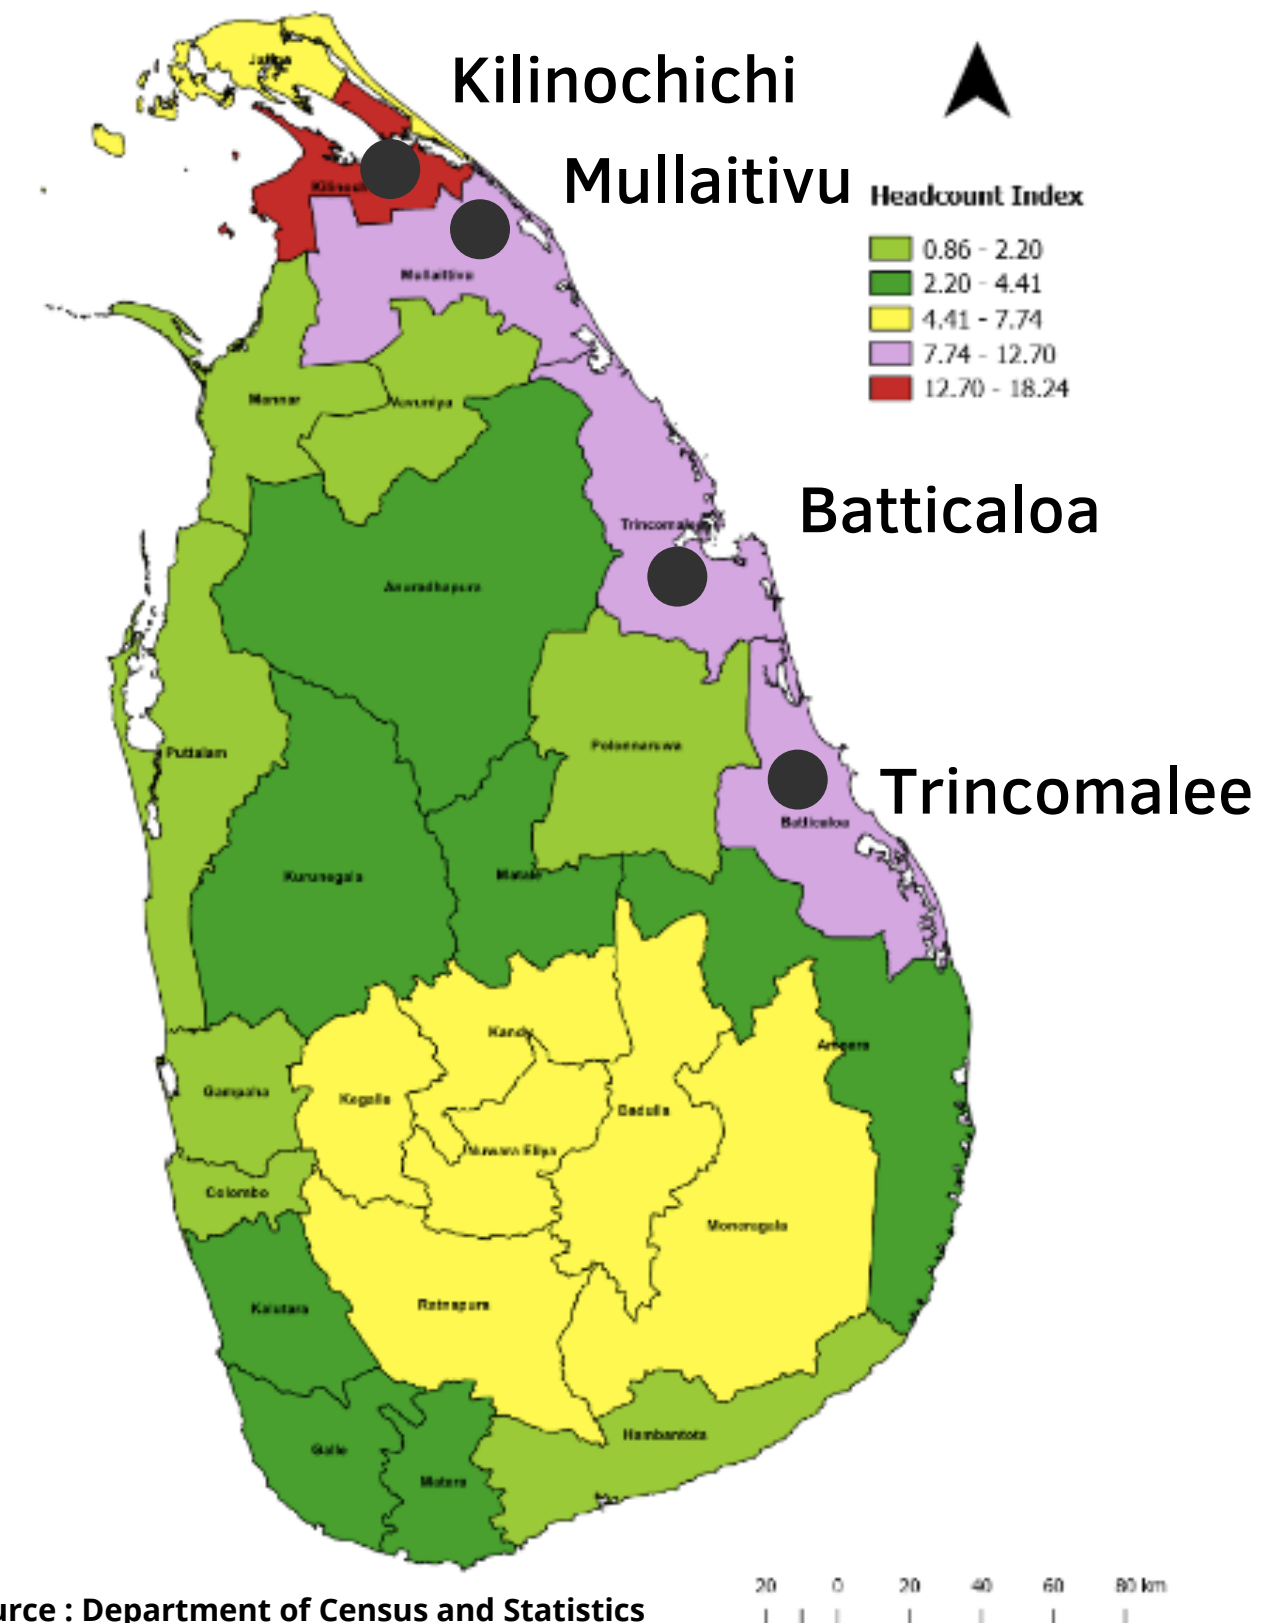 Jaffna
Kilinochichi
Mullaitivu
Headcount Index
0.86 - 2.20
2.20 - 4.41
4.41 - 7.74
7.74 - 12.70
12.70 - 18.24
Kilinoch
Mullaitivu
Mannar
Vavuniya
Batticaloa
Trincomalee
Anuradhapura
Polonnaruwa
Puttalam
Trincomalee
Batticaloa
Kurunegala
Matale
Kandy
Ampara
Gampaha
Kegalle
Badulla
Nuwara Eliya
Colombo
Moneragala
Kalutara
Ratnapura
Hambantota
Galle
Matara
20 0 20 40 60 80 km
urce : Department of Census and Statistics